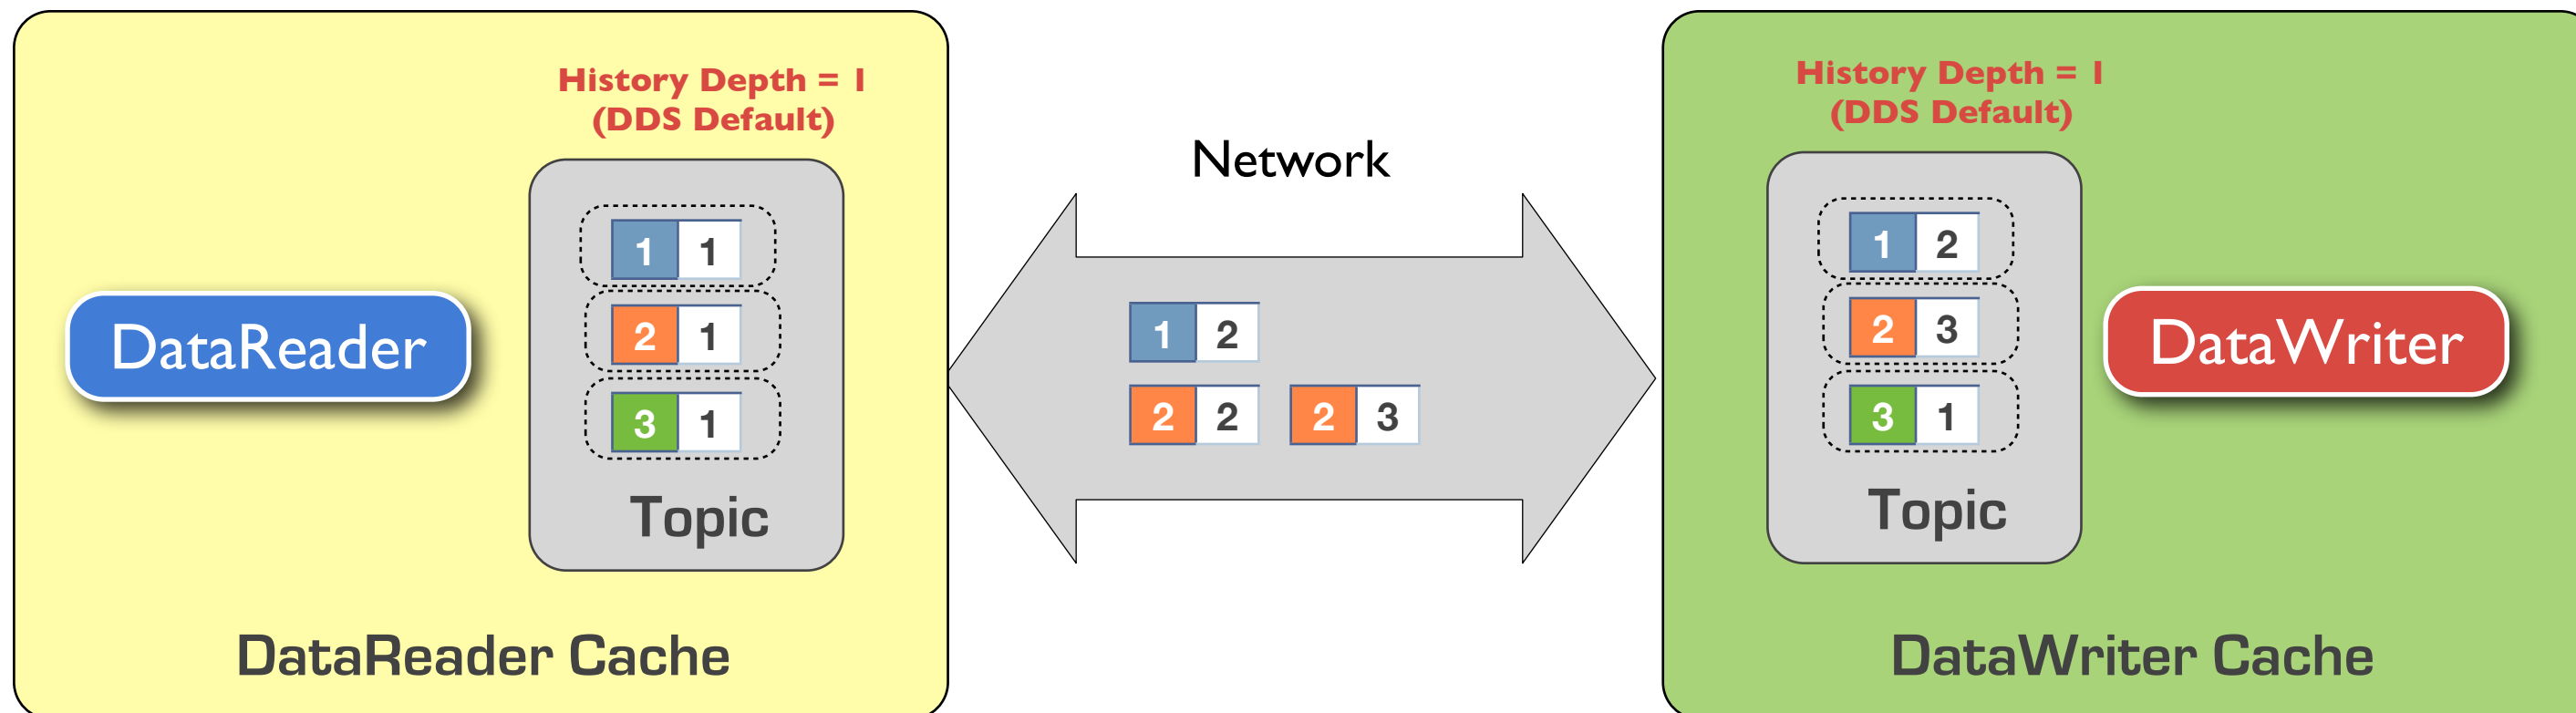 History Depth = 1
(DDS Default)
1 1
2 1
3 1
Topic
DataReader
DataReader Cache
Network
1 2
2 2 2 3
History Depth = 1
(DDS Default)
1 2
2 3
3 1
Topic
DataWriter
DataWriter Cache